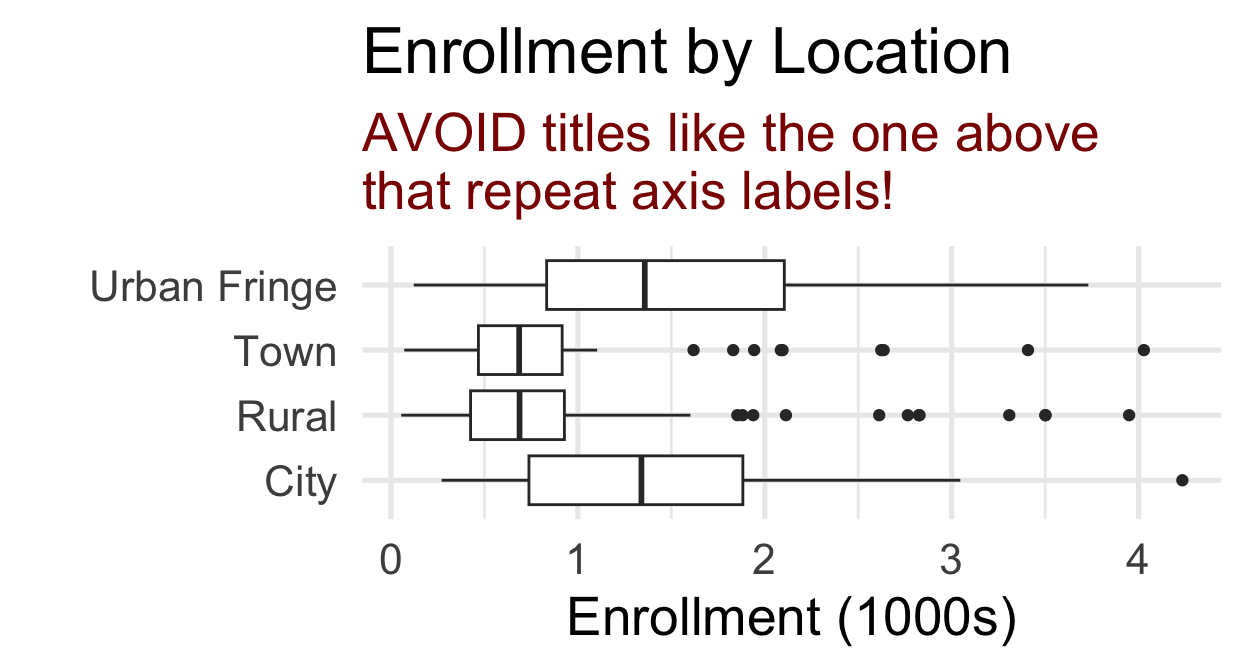 Enrollment by Location
AVOID titles like the one above
that repeat axis labels!
Urban Fringe
Town
Rural
City
0 1 2 3 4
Enrollment (1000s)